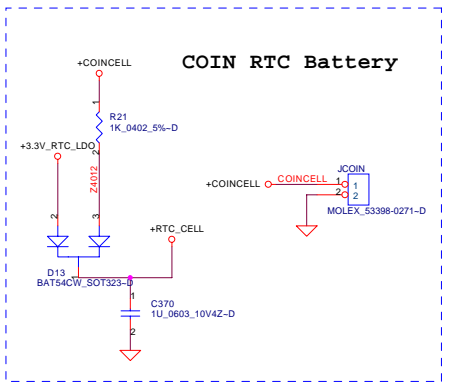 COIN RTC Battery
+COINCELL
1
R21
1K_0402_5%~D
2
+3.3V_RTC_LDO
Z4012
2
3
+RTC_CELL
D13
1
BAT54CW_SOT323~D
1
C370
1U_0603_10V4Z~D
2
JCOIN
+COINCELL
COINCELL
1
1
2
2
MOLEX_53398-0271~D